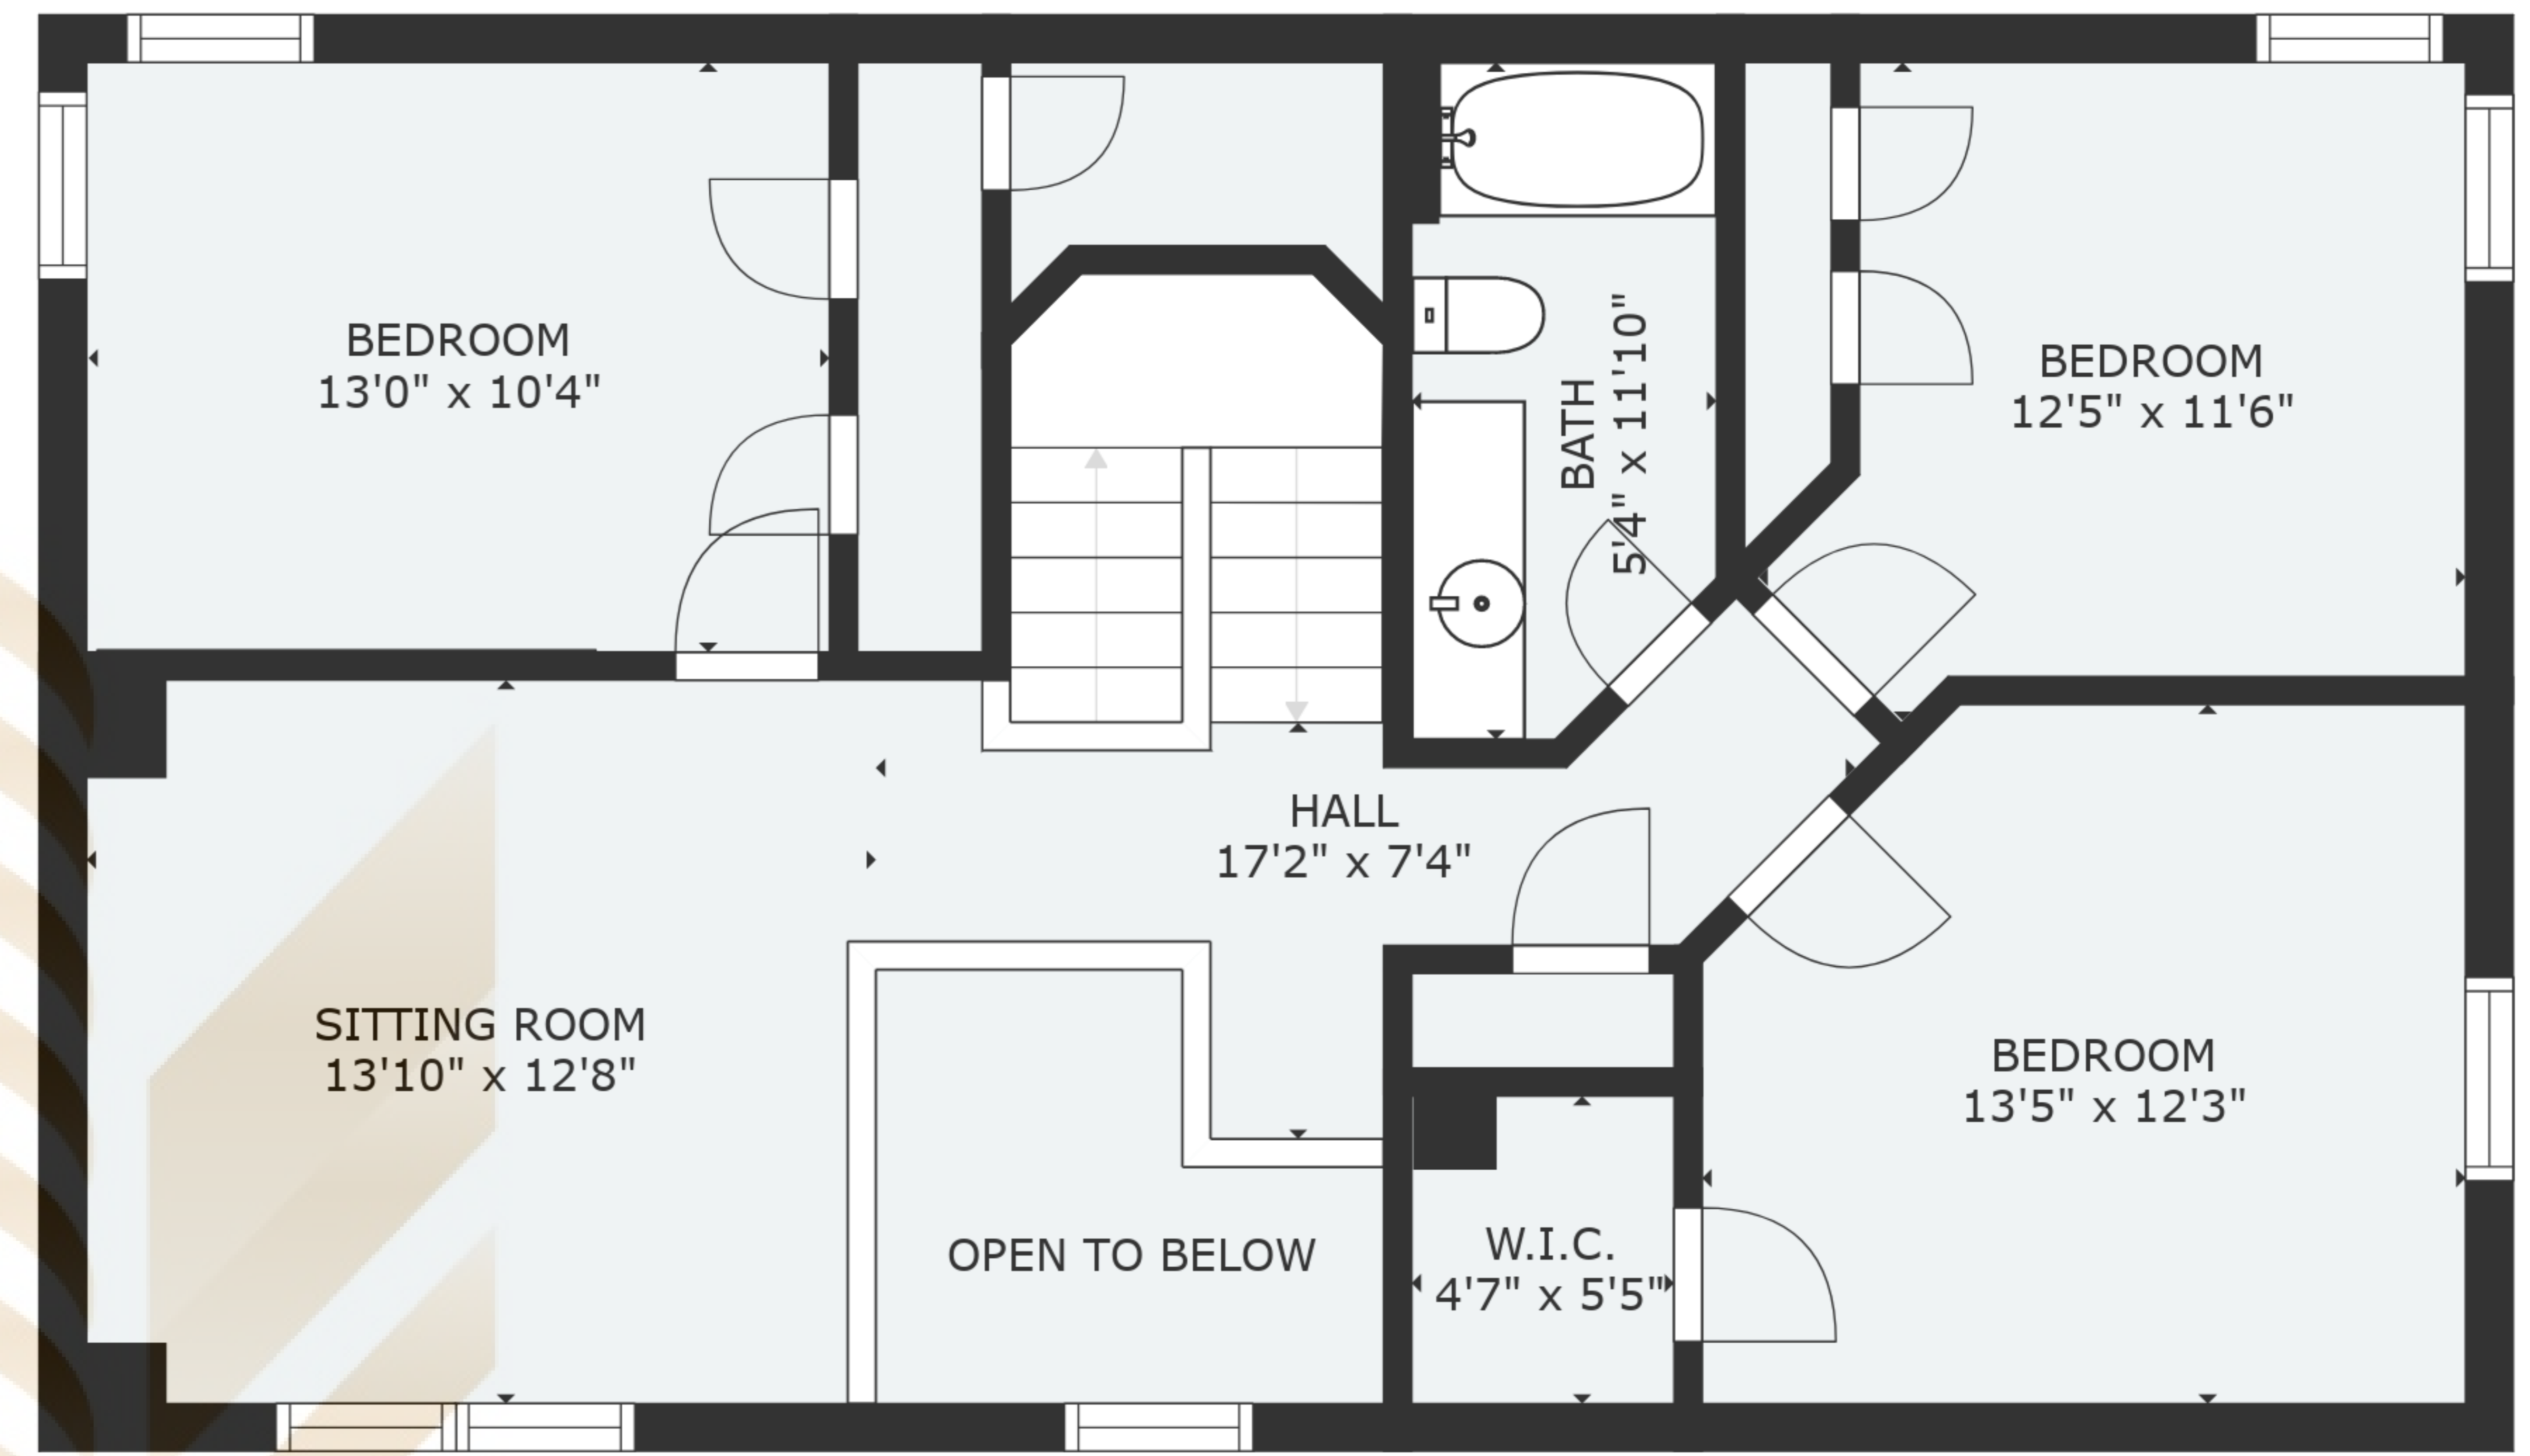 BEDROOM
13'0" x 10'4"
BATH
5'4" x 11'10"
BEDROOM
12'5" x 11'6"
HALL
17'2" x 7'4"
SITTING ROOM
13'10" x 12'8"
BEDROOM
13'5" x 12'3"
OPEN TO BELOW
W.I.C.
4'7" x 5'5"